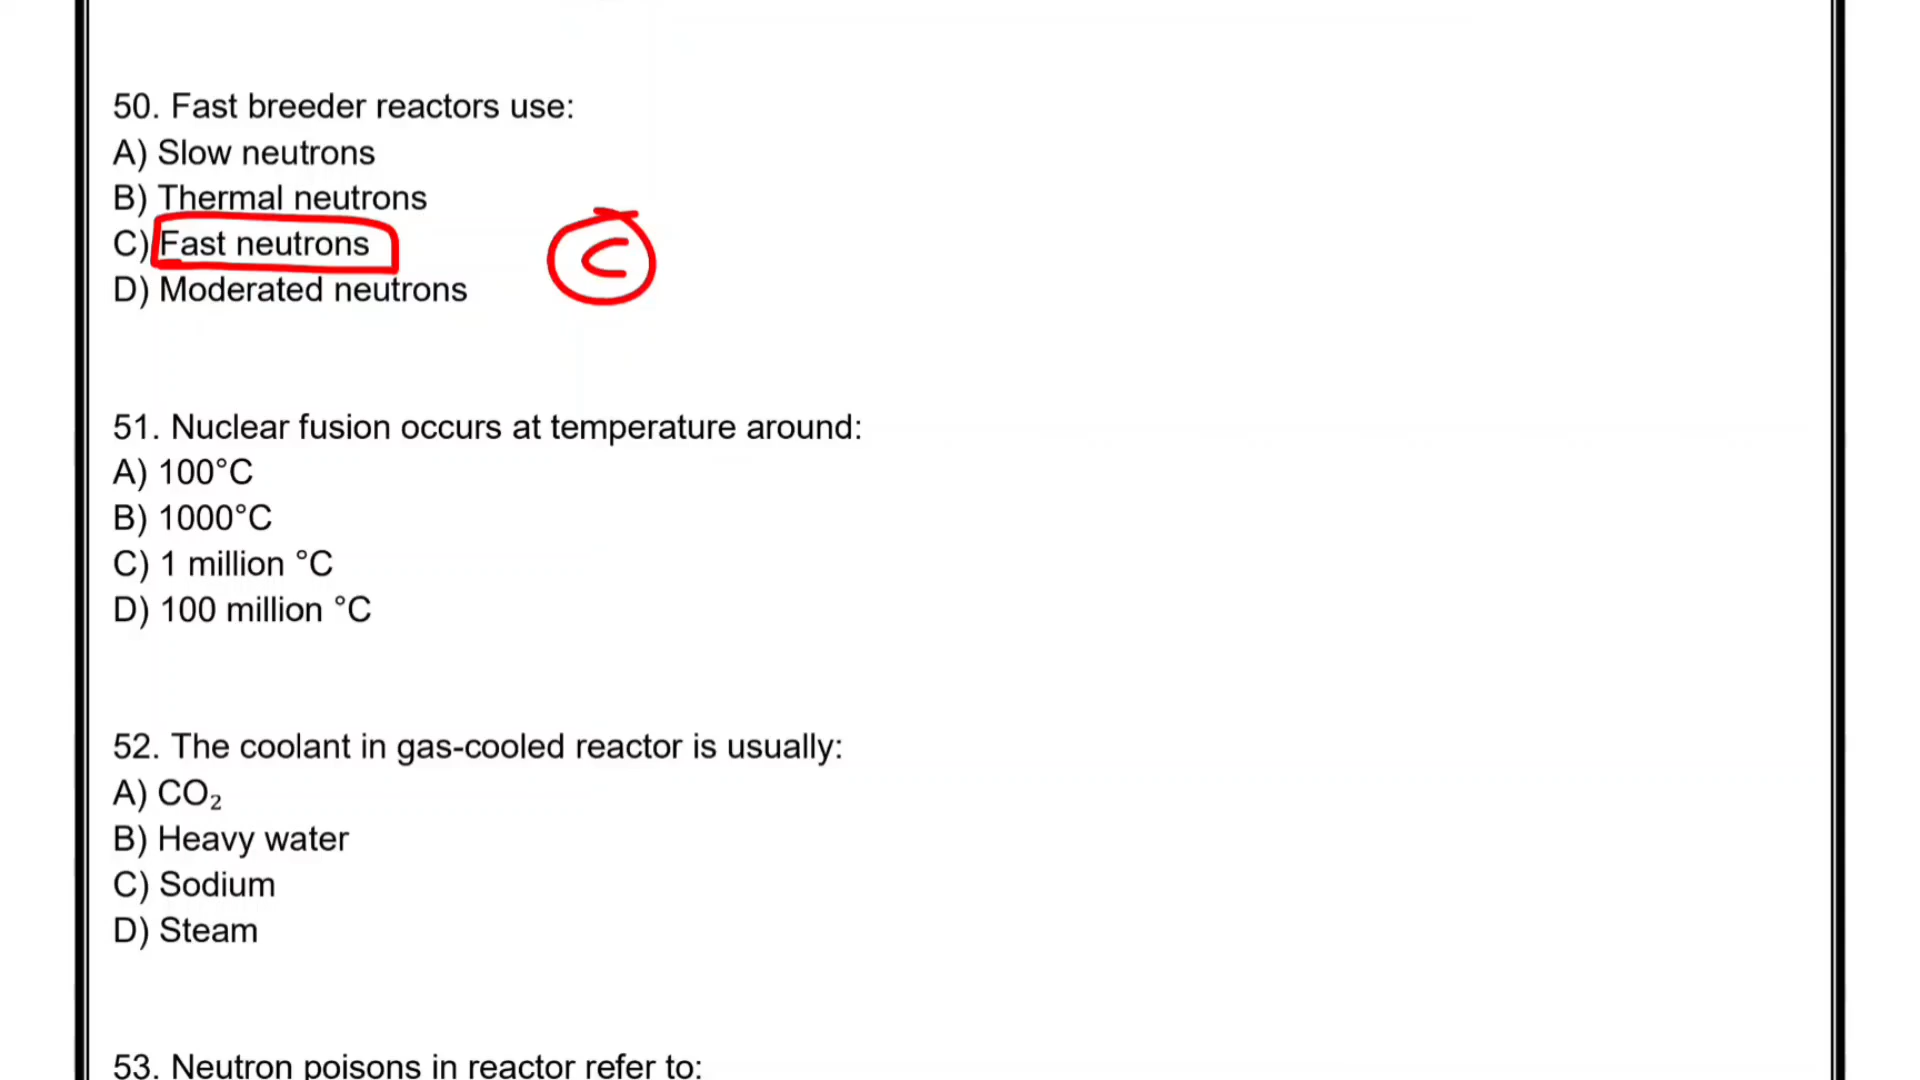 50. Fast breeder reactors use:
A) Slow neutrons
B) Thermal neutrons
C) Fast neutrons
D) Moderated neutrons
C
51. Nuclear fusion occurs at temperature around:
A) 100°C
B) 1000°C
C) 1 million °C
D) 100 million °C
52. The coolant in gas-cooled reactor is usually:
A) CO₂
B) Heavy water
C) Sodium
D) Steam
53. Neutron poisons in reactor refer to: